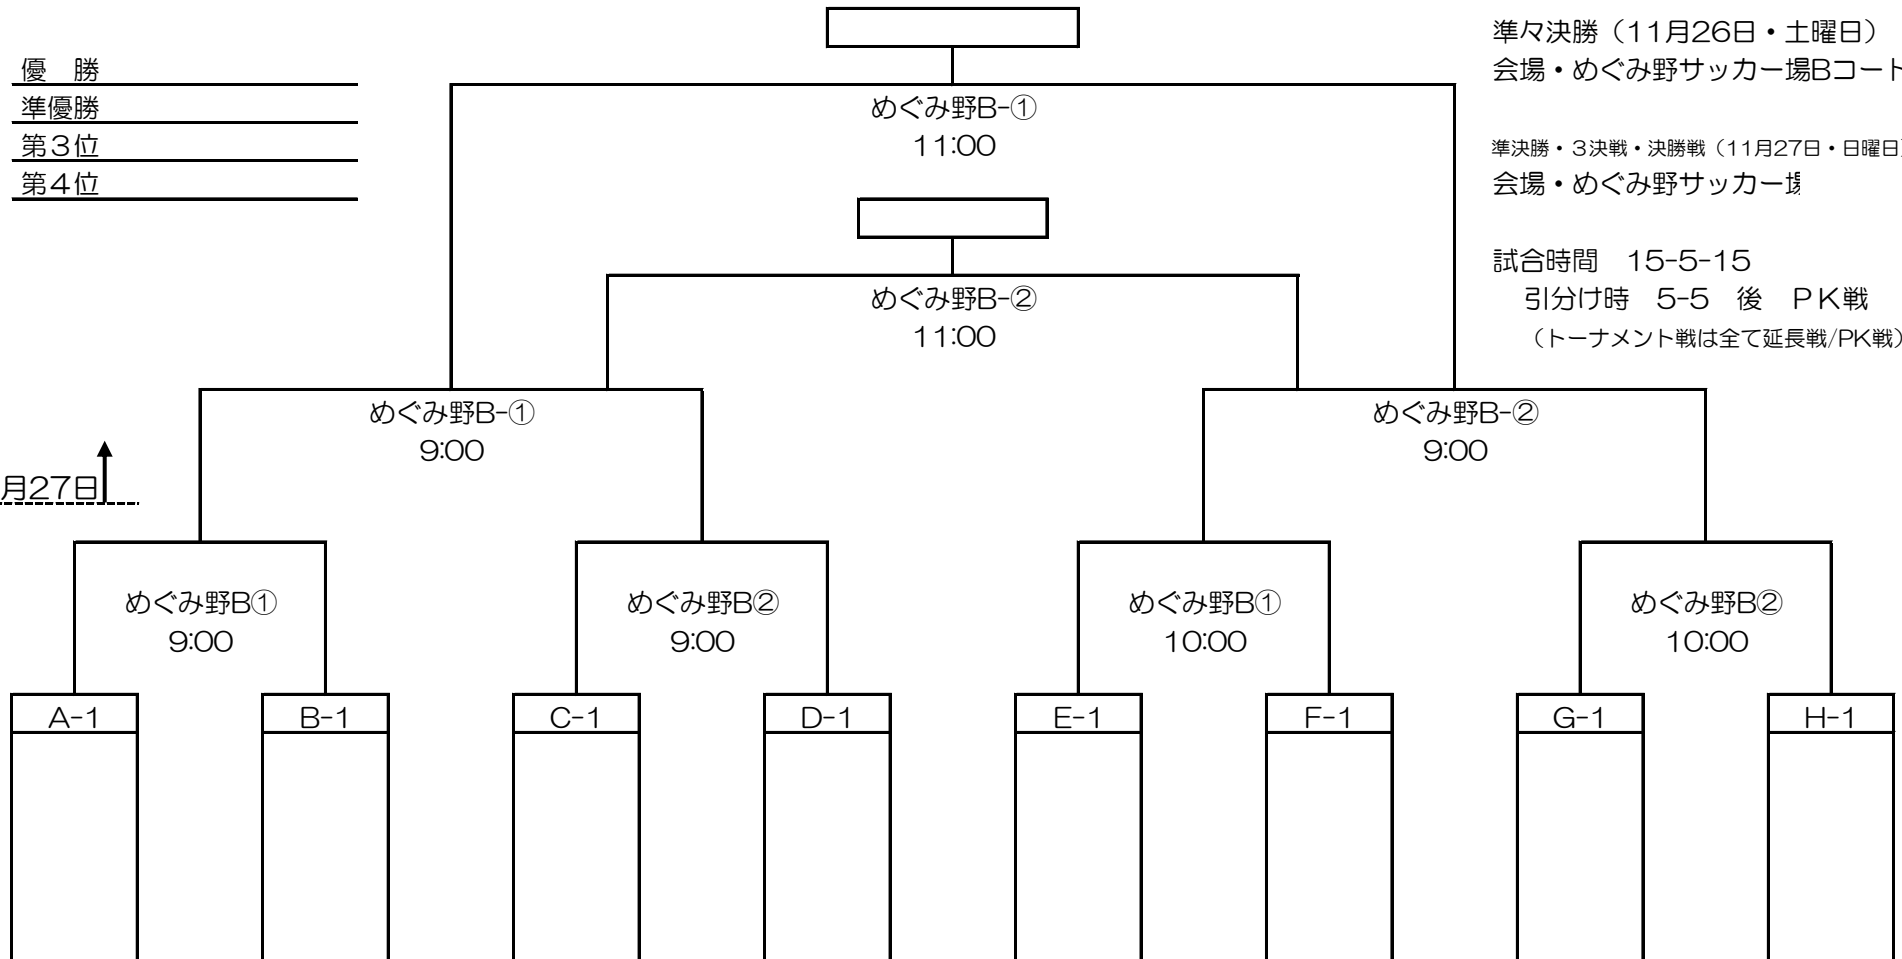 優　勝
準優勝
第３位
第４位
準々決勝（11月26日・土曜日）
会場・めぐみ野サッカー場Bコート
準決勝・３決戦・決勝戦（11月27日・日曜日）
会場・めぐみ野サッカー場
試合時間　15-5-15
引分け時　5-5　後　ＰＫ戦
（トーナメント戦は全て延長戦/PK戦）
めぐみ野B-①
11:00
めぐみ野B-②
11:00
めぐみ野B-①
9:00
めぐみ野B-②
9:00
月27日
めぐみ野B①
9:00
めぐみ野B②
9:00
めぐみ野B①
10:00
めぐみ野B②
10:00
A-1
B-1
C-1
D-1
E-1
F-1
G-1
H-1